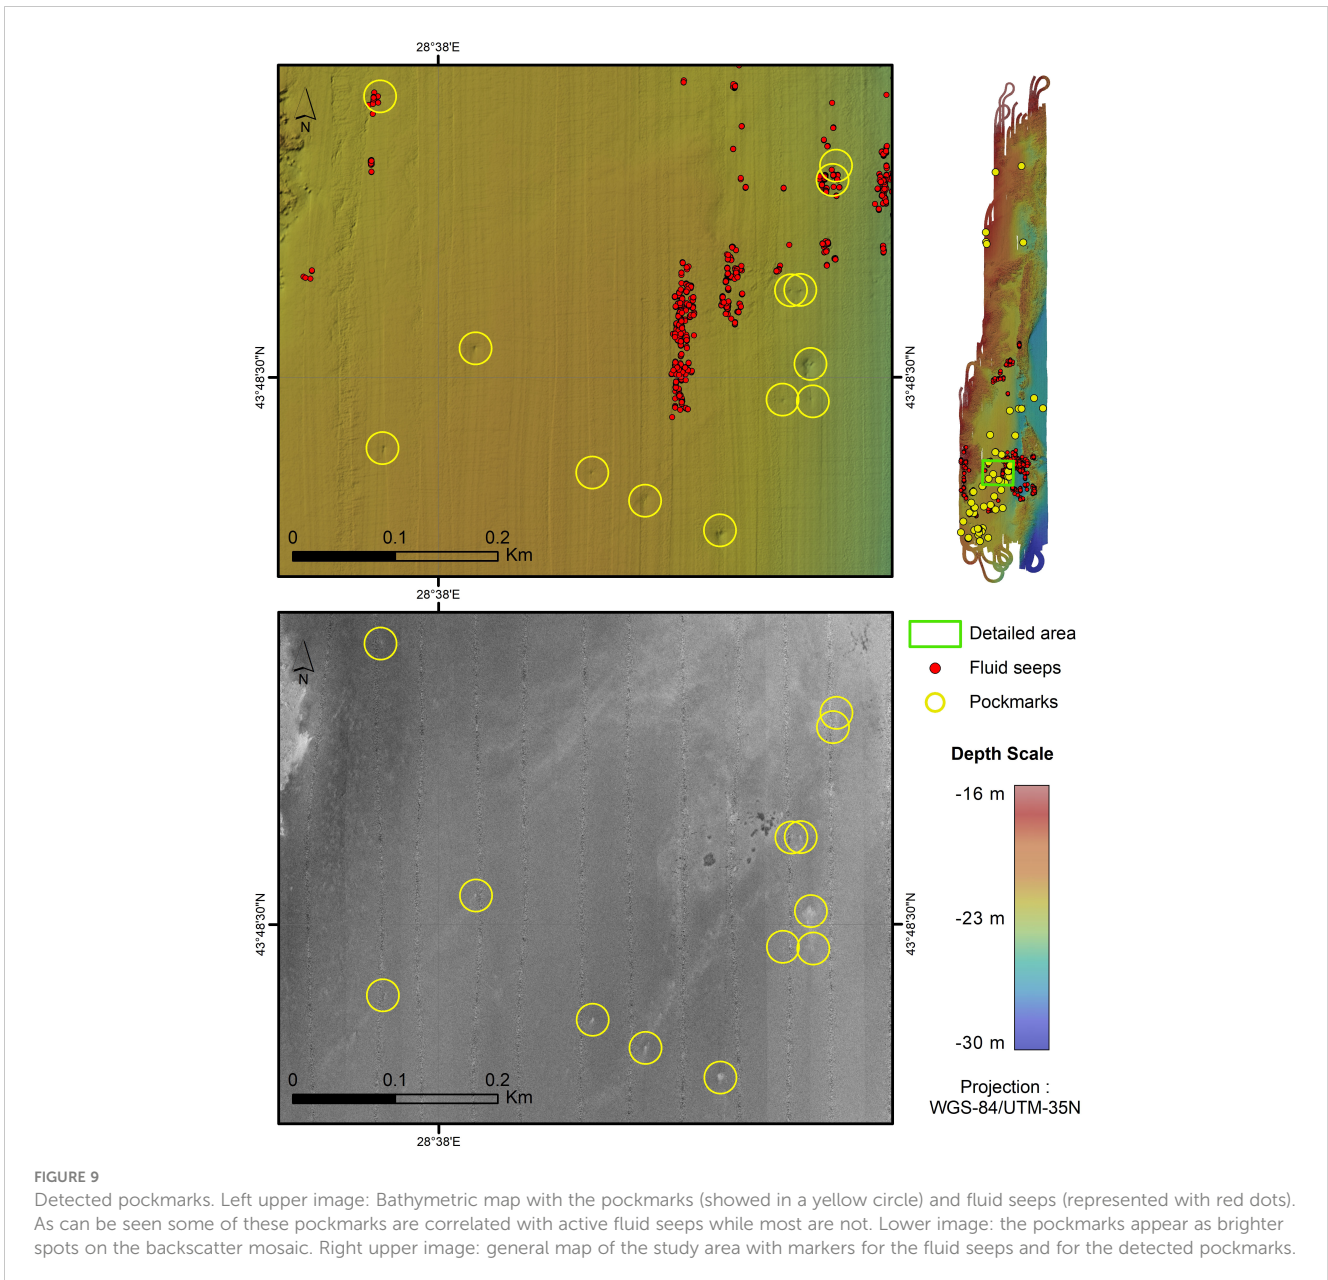 28°38'E
N
43°48'30"N
43°48'30"N
0 0.1 0.2
Km
28°38'E
N
43°48'30"N
43°48'30"N
0 0.1 0.2
Km
28°38'E
Detailed area
Fluid seeps
Pockmarks
Depth Scale
-16 m
-23 m
-30 m
Projection :
WGS-84/UTM-35N
FIGURE 9
Detected pockmarks. Left upper image: Bathymetric map with the pockmarks (showed in a yellow circle) and fluid seeps (represented with red dots).
As can be seen some of these pockmarks are correlated with active fluid seeps while most are not. Lower image: the pockmarks appear as brighter
spots on the backscatter mosaic. Right upper image: general map of the study area with markers for the fluid seeps and for the detected pockmarks.